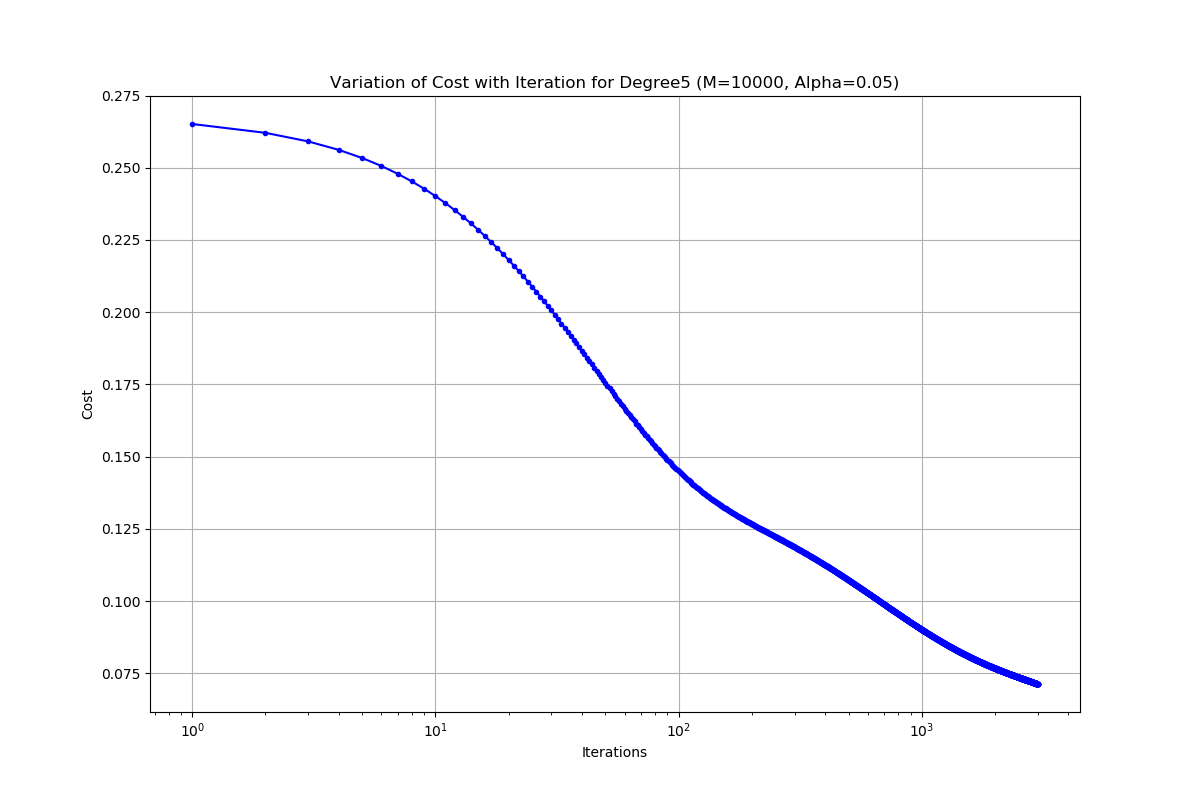 Variation of Cost with Iteration for Degree5 (M=10000, Alpha=0.05)
0.275
0.250
0.225
0.200
0.175
0.150
0.125
0.100
0.075
Cost
10⁰ 10¹ 10² 10³
Iterations